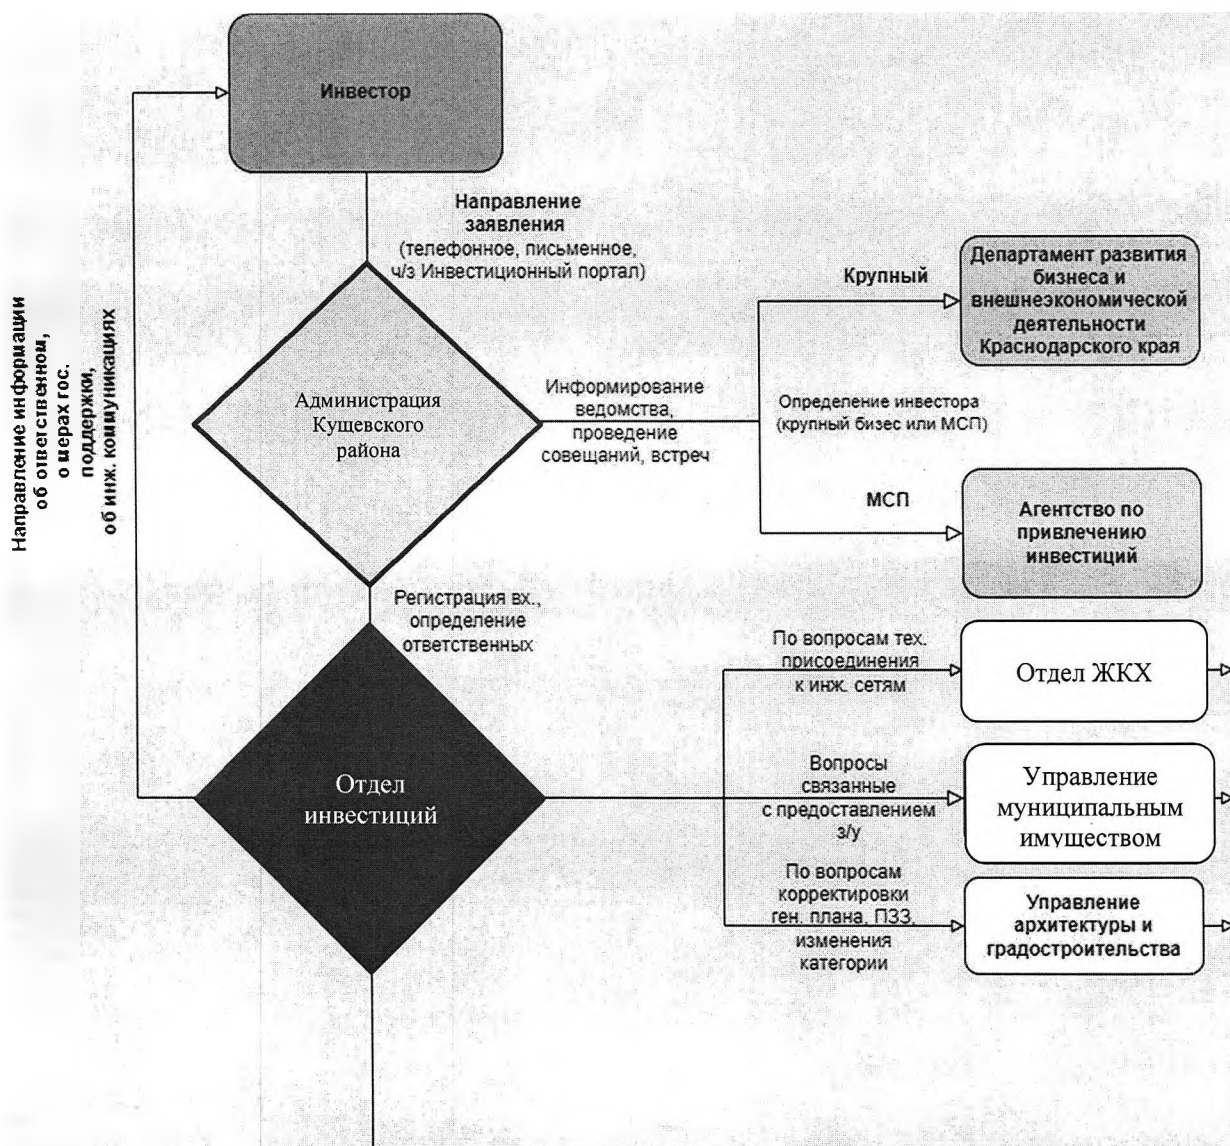 Инвестор
Направление
заявления
(телефонное, письменное,
ч/з Инвестиционный портал)
Направление информации
об ответственном,
о мерах гос.
поддержки,
об инж. коммуникациях
Крупный
Департамент развития
бизнеса и
внешнеэкономической
деятельности
Краснодарского края
Администрация
Кущевского
района
Информирование
ведомства,
проведение
совещаний, встреч
Определение инвестора
(крупный бизес или МСП)
МСП
Агентство по
привлечению
инвестиций
Регистрация вх.,
определение
ответственных
По вопросам тех.
присоединения
к инж. сетям
Отдел ЖКХ
Отдел
инвестиций
Вопросы
связанные
с предоставлением
з/у
Управление
муниципальным
имуществом
По вопросам
корректировки
ген. плана, ПЗЗ,
изменения
категории
Управление
архитектуры и
градостроительства